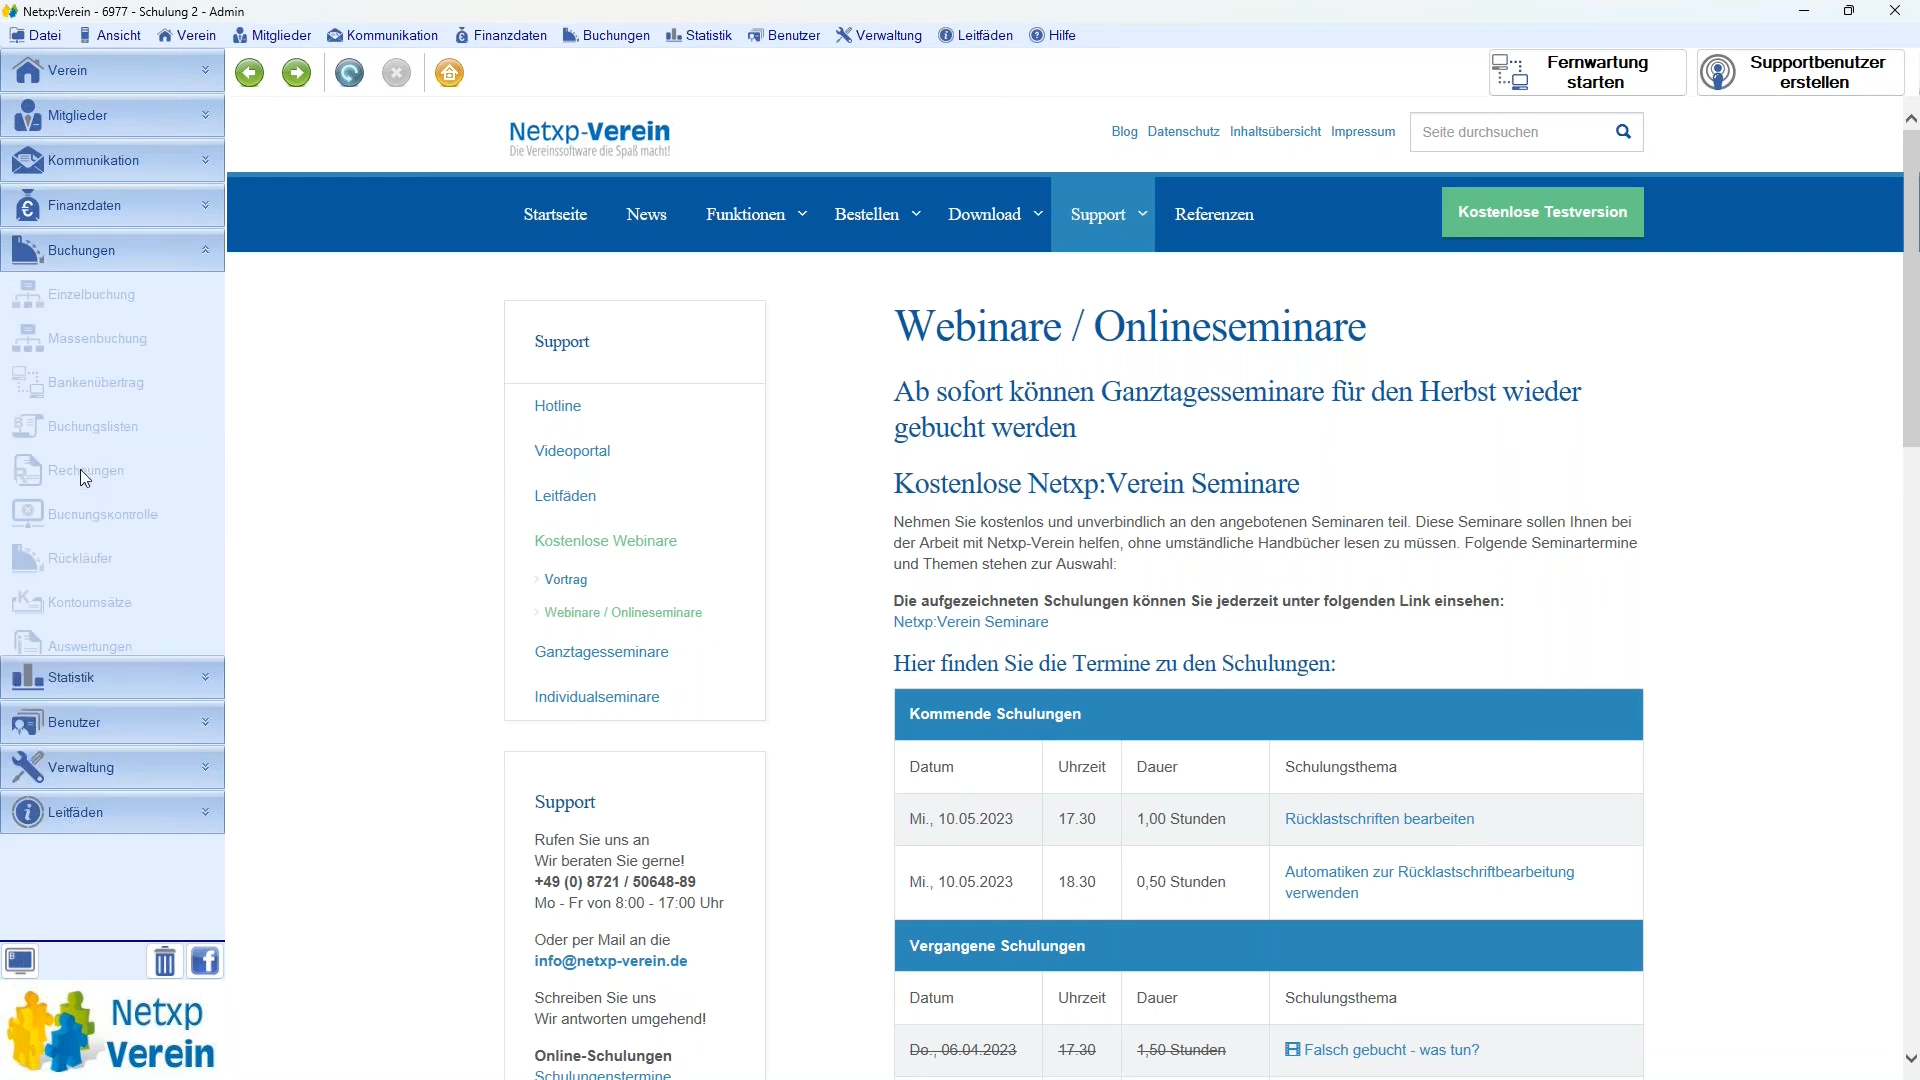 Netxp:Verein - 6977 - Schulung 2 - Admin
Datei Ansicht Verein Mitglieder Kommunikation Finanzdaten Buchungen Statistik Benutzer Verwaltung Leitfäden Hilfe
Verein
Mitglieder
Kommunikation
Finanzdaten
Buchungen
Einzelbuchung
Massenbuchung
Bankenübertrag
Buchungslisten
Rechnungen
Buchungskontrolle
Rückläufer
Kontoumsätze
Auswertungen
Statistik
Benutzer
Verwaltung
Leitfäden
Netxp
Verein
Fernwartung
starten
Supportbenutzer
erstellen
Netxp-Verein
Die Vereinssoftware die Spaß macht!
Blog Datenschutz Inhaltsübersicht Impressum
Seite durchsuchen
Startseite News Funktionen Bestellen Download Support Referenzen
Kostenlose Testversion
Support
Hotline
Videoportal
Leitfäden
Kostenlose Webinare
Vortrag
Webinare / Onlineseminare
Ganztagesseminare
Individualseminare
Support
Rufen Sie uns an
Wir beraten Sie gerne!
+49 (0) 8721 / 50648-89
Mo - Fr von 8:00 - 17:00 Uhr
Oder per Mail an die
info@netxp-verein.de
Schreiben Sie uns
Wir antworten umgehend!
Online-Schulungen
Schulungenstermine
Webinare / Onlineseminare
Ab sofort können Ganztagesseminare für den Herbst wieder
gebucht werden
Kostenlose Netxp:Verein Seminare
Nehmen Sie kostenlos und unverbindlich an den angebotenen Seminaren teil. Diese Seminare sollen Ihnen bei
der Arbeit mit Netxp-Verein helfen, ohne umständliche Handbücher lesen zu müssen. Folgende Seminartermine
und Themen stehen zur Auswahl:
Die aufgezeichneten Schulungen können Sie jederzeit unter folgenden Link einsehen:
Netxp:Verein Seminare
Hier finden Sie die Termine zu den Schulungen:
Kommende Schulungen
Datum Uhrzeit Dauer Schulungsthema
Mi., 10.05.2023 17.30 1,00 Stunden Rücklastschriften bearbeiten
Mi., 10.05.2023 18.30 0,50 Stunden Automatiken zur Rücklastschriftbearbeitung
verwenden
Vergangene Schulungen
Datum Uhrzeit Dauer Schulungsthema
Do., 06.04.2023 17.30 1,50 Stunden Falsch gebucht - was tun?